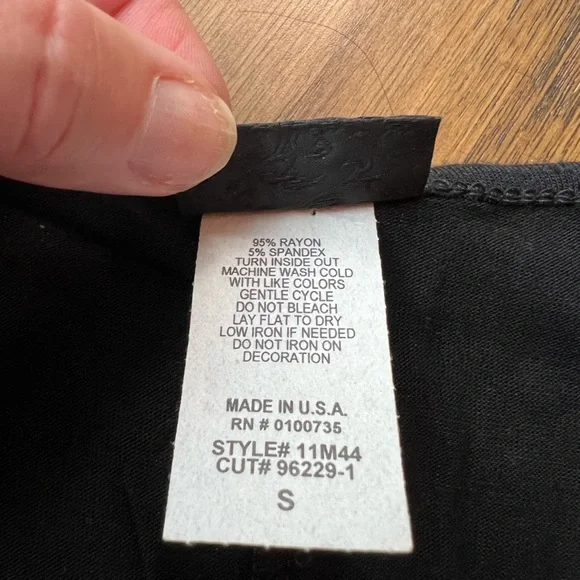 95% RAYON
5% SPANDEX
TURN INSIDE OUT
MACHINE WASH COLD
WITH LIKE COLORS
GENTLE CYCLE
DO NOT BLEACH
LAY FLAT TO DRY
LOW IRON IF NEEDED
DO NOT IRON ON
DECORATION
MADE IN U.S.A.
RN # 0100735
STYLE# 11M44
CUT# 96229-1
S